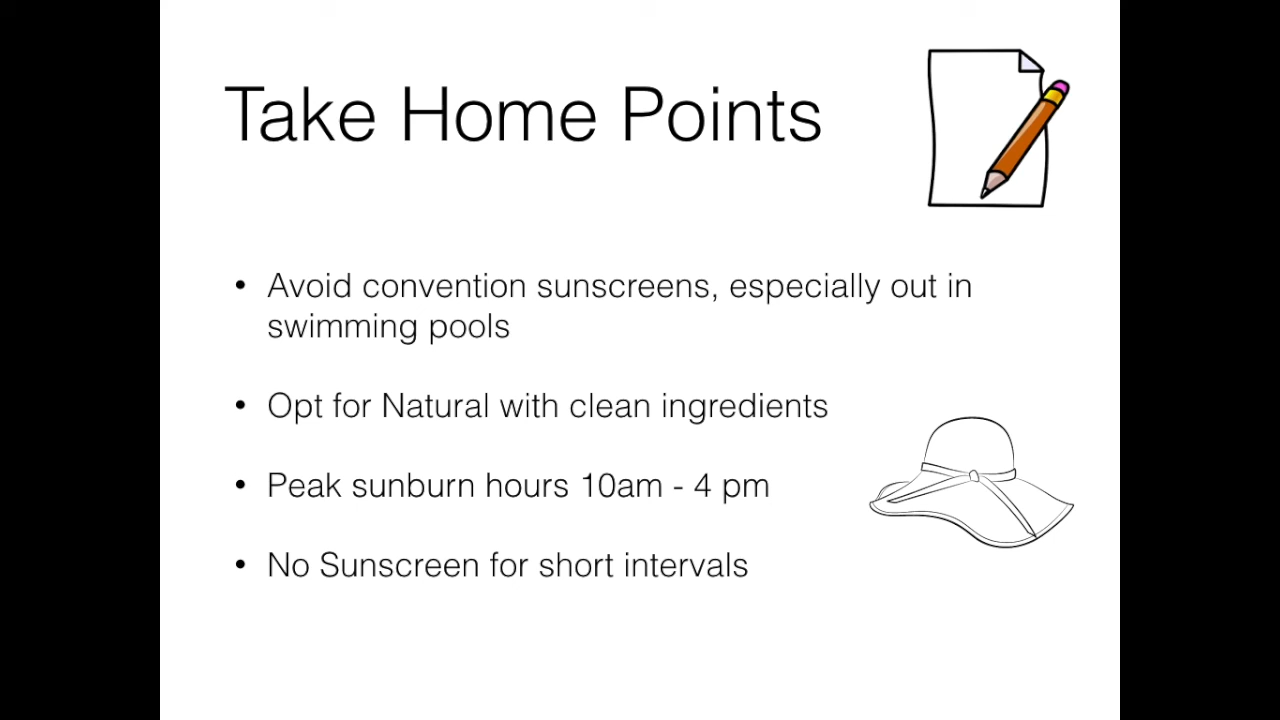 Take Home Points
• Avoid convention sunscreens, especially out in
swimming pools
• Opt for Natural with clean ingredients
• Peak sunburn hours 10am - 4 pm
• No Sunscreen for short intervals